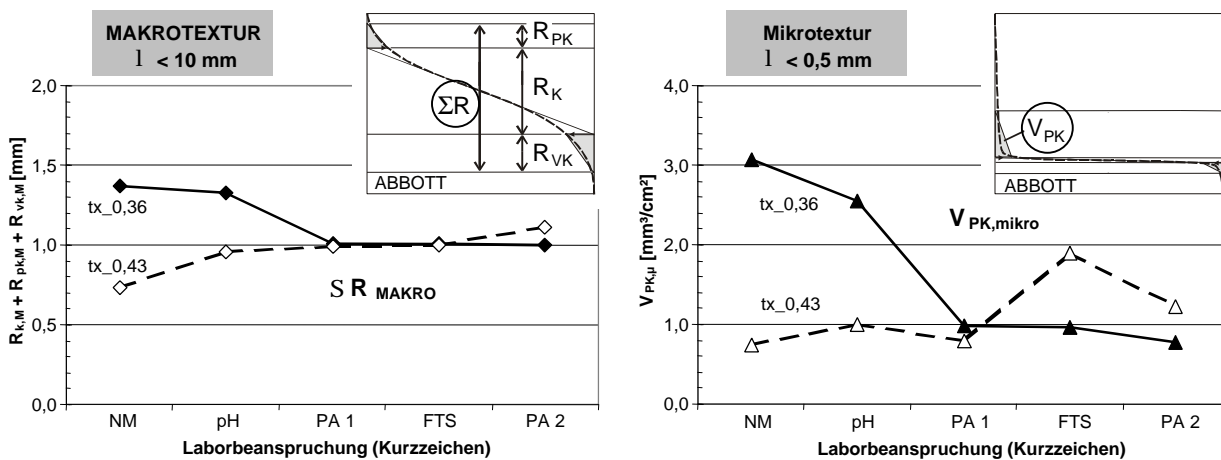 MAKROTEXTUR
l < 10 mm
R PK
R K
ΣR
R VK
ABBOTT
R k,M + R pk,M + R vk,M [mm]
2,0
1,5
1,0
0,5
0,0
tx_0,36
tx_0,43
S R MAKRO
NM pH PA 1 FTS PA 2
Laborbeanspruchung (Kurzzeichen)
Mikrotextur
l < 0,5 mm
V PK
ABBOTT
V PK,µ [mm³/cm²]
4,0
3,0
2,0
1,0
0,0
tx_0,36
V PK,mikro
tx_0,43
NM pH PA 1 FTS PA 2
Laborbeanspruchung (Kurzzeichen)